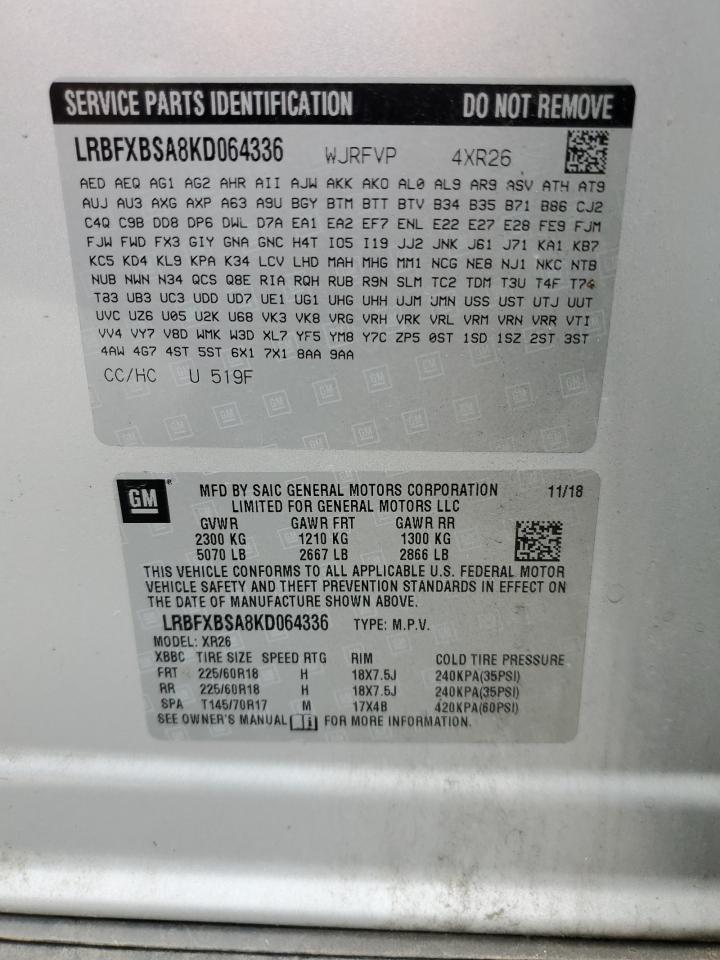 SERVICE PARTS IDENTIFICATION DO NOT REMOVE
LRBFXBSA8KD064336 WJRFVP 4XR26
AED AEQ AG1 AG2 AHR AII AJW AKK AKO AL0 AL9 AR9 ASV ATH AT9
AUJ AU3 AXG AXP A63 A9U BGY BTM BTT BTV B34 B35 B71 B86 CJ2
C4Q C9B DD8 DP6 DWL D7A EA1 EA2 EF7 ENL E22 E27 E28 FE9 FJM
FJW FWD FX3 GIY GNA GNC H4T IO5 I19 JJ2 JNK J61 J71 KA1 KB7
KC5 KD4 KL9 KPA K34 LCV LHD MAH MHG MM1 NCG NE8 NJ1 NKC NTB
NUB NWN N34 QCS Q8E RIA RQH RUB R9N SLM TC2 TDM T3U T4F T74
T83 UB3 UC3 UDD UD7 UE1 UG1 UHG UHH UJM UMN USS UST UTJ UUT
UVC UZ6 U05 U2K U68 VK3 VK8 VRG VRH VRK VRL VRM VRN VRR VTI
VV4 VY7 V8D WMK W3D XL7 YF5 YM8 Y7C ZP5 0ST 1SD 1SZ 2ST 3ST
4AW 4G7 4ST 5ST 6X1 7X1 8AA 9AA
CC/HC U 519F
GM MFD BY SAIC GENERAL MOTORS CORPORATION 11/18
LIMITED FOR GENERAL MOTORS LLC
GVWR GAWR FRT GAWR RR
2300 KG 1210 KG 1300 KG
5070 LB 2667 LB 2866 LB
THIS VEHICLE CONFORMS TO ALL APPLICABLE U.S. FEDERAL MOTOR
VEHICLE SAFETY AND THEFT PREVENTION STANDARDS IN EFFECT ON
THE DATE OF MANUFACTURE SHOWN ABOVE.
LRBFXBSA8KD064336 TYPE: M.P.V.
MODEL: XR26
XBBC TIRE SIZE SPEED RTG RIM COLD TIRE PRESSURE
FRT 225/60R18 H 18X7.5J 240KPA(35PSI)
RR 225/60R18 H 18X7.5J 240KPA(35PSI)
SPA T145/70R17 M 17X4B 420KPA(60PSI)
SEE OWNER'S MANUAL FOR MORE INFORMATION.